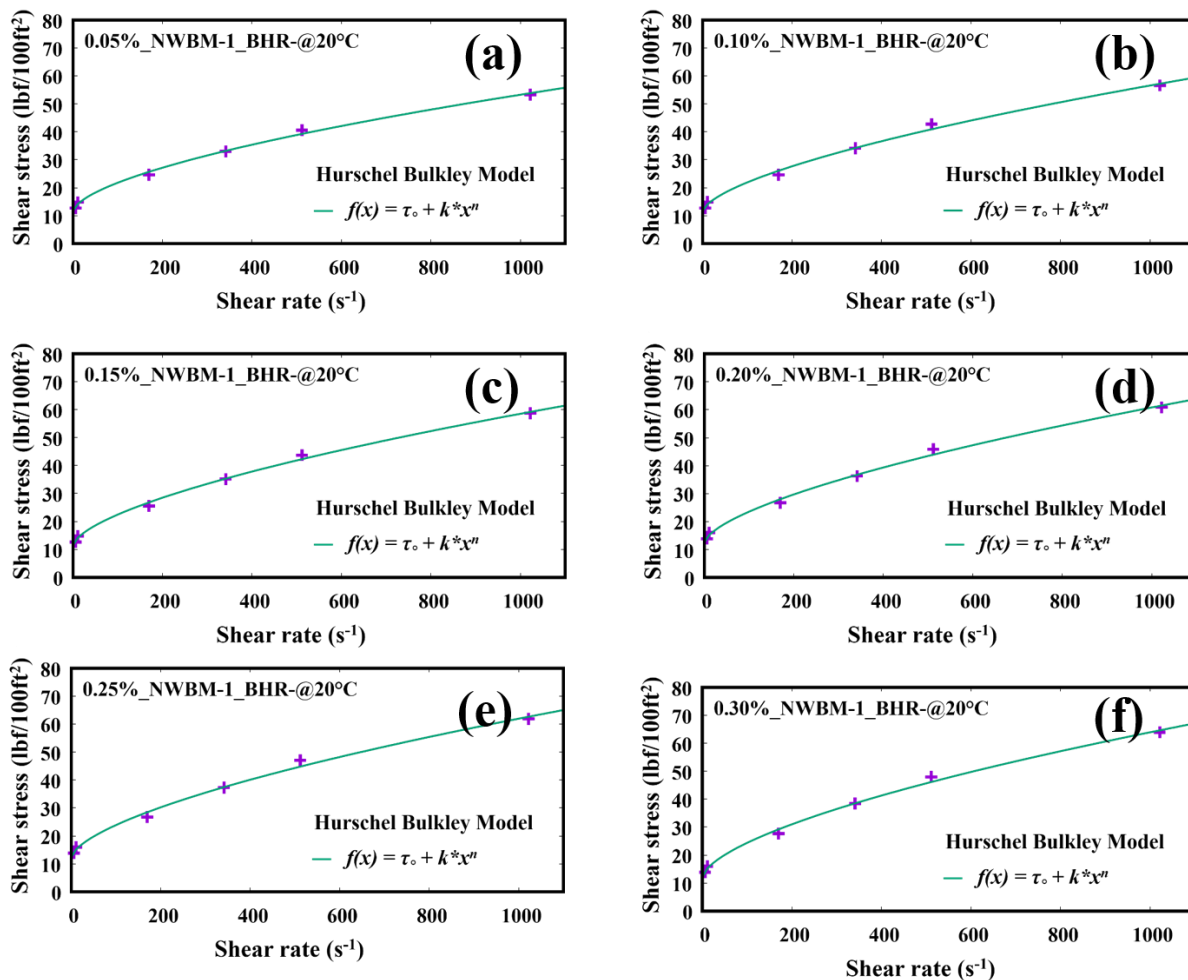 Shear stress (lbf/100ft²)
80
70
60
50
40
30
20
10
0
0.05%_NWBM-1_BHR-@20°C
(a)
Hurschel Bulkley Model
f(x) = τ₀ + k*xⁿ
0 200 400 600 800 1000
Shear rate (s⁻¹)
Shear stress (lbf/100ft²)
80
70
60
50
40
30
20
10
0
0.10%_NWBM-1_BHR-@20°C
(b)
Hurschel Bulkley Model
f(x) = τ₀ + k*xⁿ
0 200 400 600 800 1000
Shear rate (s⁻¹)
Shear stress (lbf/100ft²)
80
70
60
50
40
30
20
10
0
0.15%_NWBM-1_BHR-@20°C
(c)
Hurschel Bulkley Model
f(x) = τ₀ + k*xⁿ
0 200 400 600 800 1000
Shear rate (s⁻¹)
Shear stress (lbf/100ft²)
80
70
60
50
40
30
20
10
0
0.20%_NWBM-1_BHR-@20°C
(d)
Hurschel Bulkley Model
f(x) = τ₀ + k*xⁿ
0 200 400 600 800 1000
Shear rate (s⁻¹)
Shear stress (lbf/100ft²)
80
70
60
50
40
30
20
10
0
0.25%_NWBM-1_BHR-@20°C
(e)
Hurschel Bulkley Model
f(x) = τ₀ + k*xⁿ
0 200 400 600 800 1000
Shear rate (s⁻¹)
Shear stress (lbf/100ft²)
80
70
60
50
40
30
20
10
0
0.30%_NWBM-1_BHR-@20°C
(f)
Hurschel Bulkley Model
f(x) = τ₀ + k*xⁿ
0 200 400 600 800 1000
Shear rate (s⁻¹)